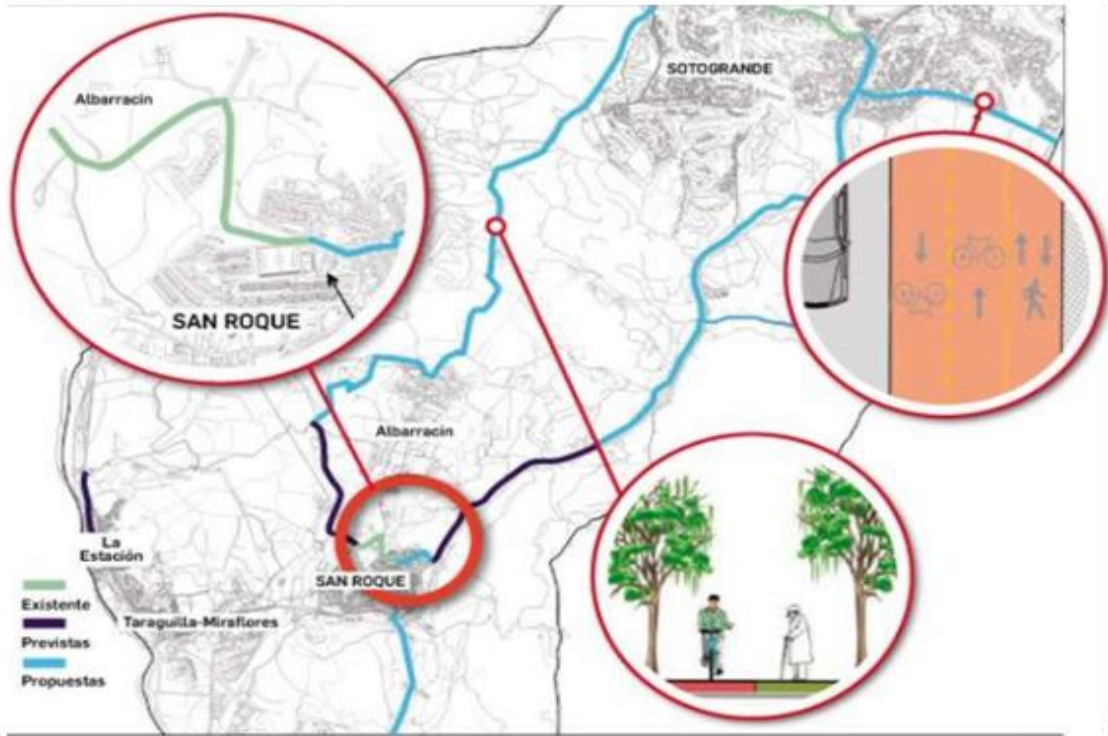 SOTOGRANDE
Albarracin
SAN ROQUE
Albarracin
La
Estación
SAN ROQUE
Existente
Taraguilla-Miraflores
Previstas
Propuestas